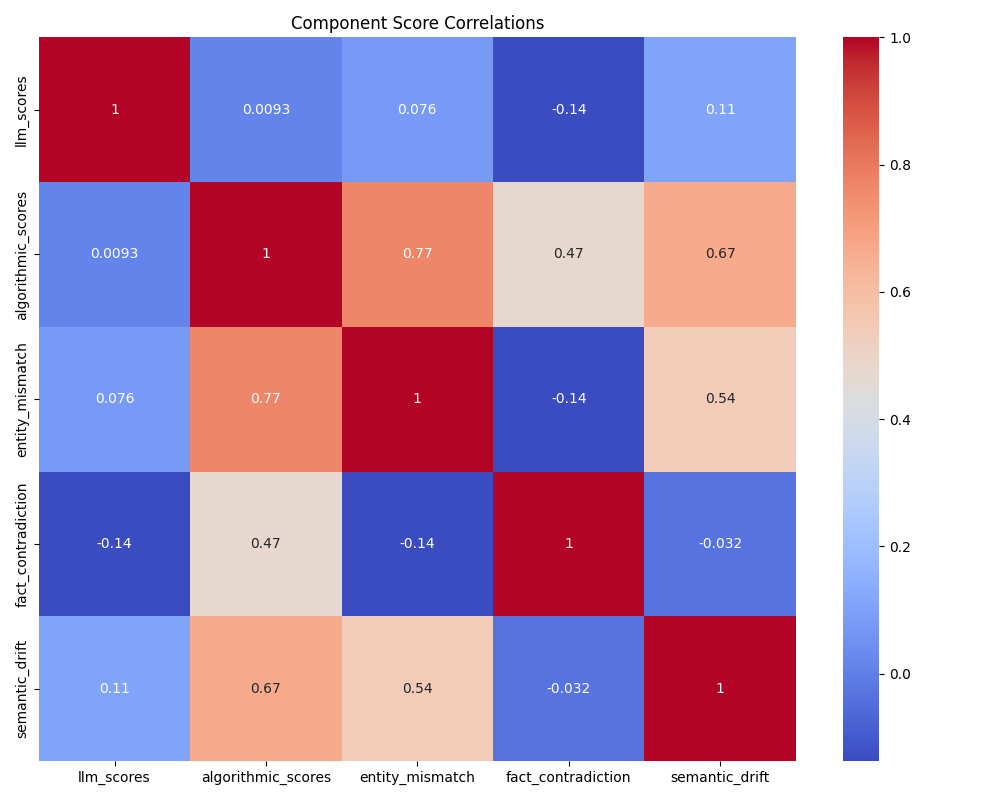 Component Score Correlations
llm_scores
1
0.0093
0.076
-0.14
0.11
algorithmic_scores
0.0093
1
0.77
0.47
0.67
entity_mismatch
0.076
0.77
1
-0.14
0.54
fact_contradiction
-0.14
0.47
-0.14
1
-0.032
semantic_drift
0.11
0.67
0.54
-0.032
1
llm_scores
algorithmic_scores
entity_mismatch
fact_contradiction
semantic_drift
1.0
0.8
0.6
0.4
0.2
0.0